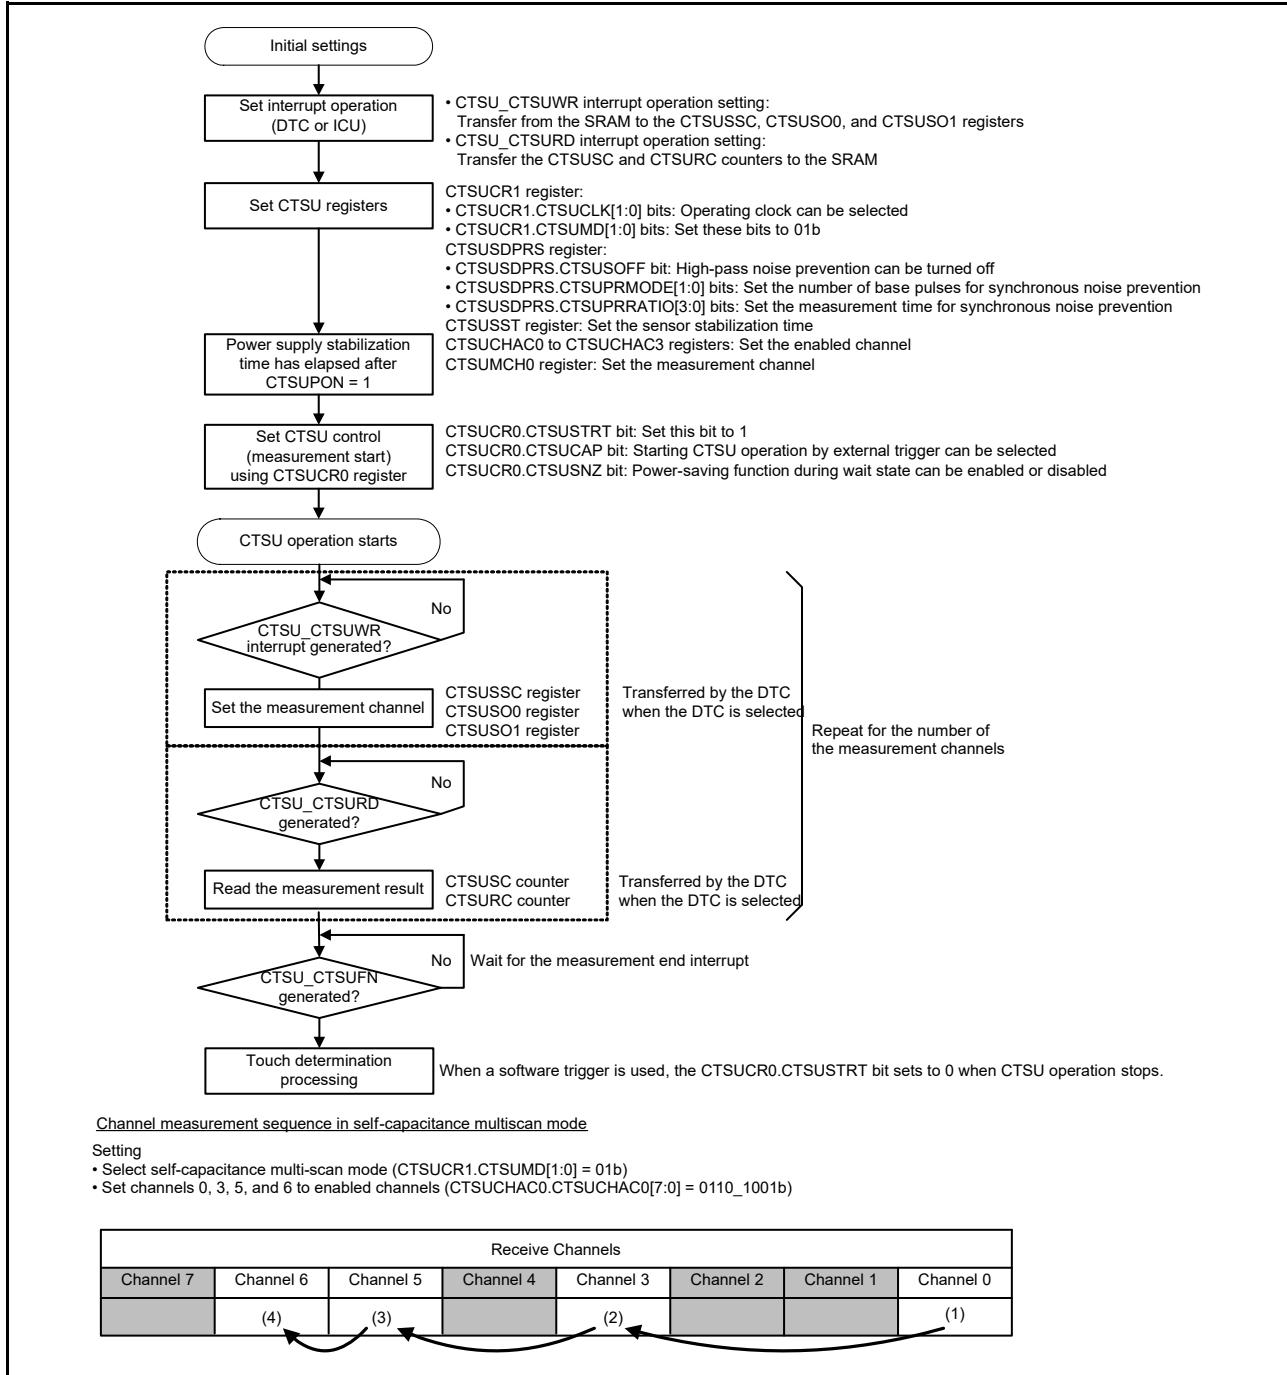 Initial settings
Set interrupt operation
(DTC or ICU)
• CTSU_CTSUWR interrupt operation setting:
Transfer from the SRAM to the CTSUSSC, CTSUSO0, and CTSUSO1 registers
• CTSU_CTSURD interrupt operation setting:
Transfer the CTSUSC and CTSURC counters to the SRAM
Set CTSU registers
CTSUCR1 register:
• CTSUCR1.CTSUCLK[1:0] bits: Operating clock can be selected
• CTSUCR1.CTSUMD[1:0] bits: Set these bits to 01b
CTSUSDPRS register:
• CTSUSDPRS.CTSUSOFF bit: High-pass noise prevention can be turned off
• CTSUSDPRS.CTSUPRMODE[1:0] bits: Set the number of base pulses for synchronous noise prevention
• CTSUSDPRS.CTSUPRRATIO[3:0] bits: Set the measurement time for synchronous noise prevention
CTSUSST register: Set the sensor stabilization time
CTSUCHAC0 to CTSUCHAC3 registers: Set the enabled channel
CTSUMCH0 register: Set the measurement channel
Power supply stabilization
time has elapsed after
CTSUPON = 1
Set CTSU control
(measurement start)
using CTSUCR0 register
CTSUCR0.CTSUSTRT bit: Set this bit to 1
CTSUCR0.CTSUCAP bit: Starting CTSU operation by external trigger can be selected
CTSUCR0.CTSUSNZ bit: Power-saving function during wait state can be enabled or disabled
CTSU operation starts
No
CTSU_CTSUWR
interrupt generated?
Set the measurement channel
CTSUSSC register
CTSUSO0 register
CTSUSO1 register
Transferred by the DTC
when the DTC is selected
Repeat for the number of
the measurement channels
No
CTSU_CTSURD
generated?
Read the measurement result
CTSUSC counter
CTSURC counter
Transferred by the DTC
when the DTC is selected
No
Wait for the measurement end interrupt
CTSU_CTSUFN
generated?
Touch determination
processing
When a software trigger is used, the CTSUCR0.CTSUSTRT bit sets to 0 when CTSU operation stops.
Channel measurement sequence in self-capacitance multiscan mode
Setting
• Select self-capacitance multi-scan mode (CTSUCR1.CTSUMD[1:0] = 01b)
• Set channels 0, 3, 5, and 6 to enabled channels (CTSUCHAC0.CTSUCHAC0[7:0] = 0110_1001b)
Receive Channels
Channel 7 Channel 6 Channel 5 Channel 4 Channel 3 Channel 2 Channel 1 Channel 0
(4) (3) (2) (1)